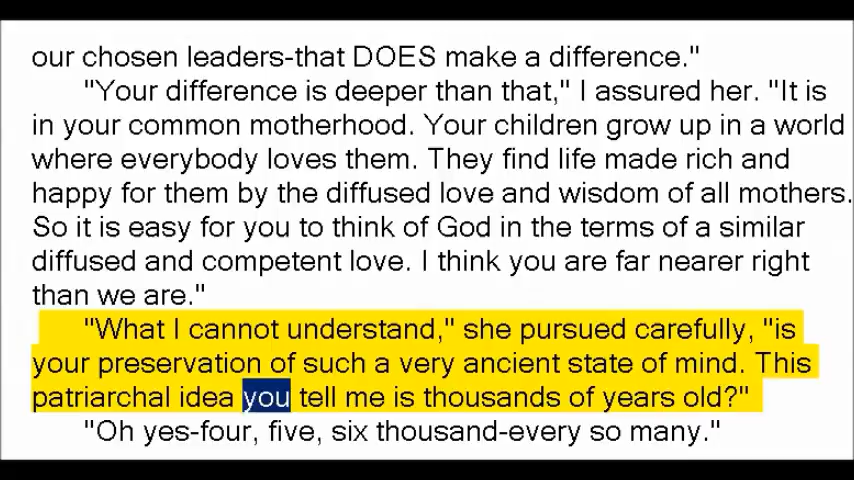 our chosen leaders-that DOES make a difference."
"Your difference is deeper than that," I assured her. "It is
in your common motherhood. Your children grow up in a world
where everybody loves them. They find life made rich and
happy for them by the diffused love and wisdom of all mothers.
So it is easy for you to think of God in the terms of a similar
diffused and competent love. I think you are far nearer right
than we are."
"What I cannot understand," she pursued carefully, "is
your preservation of such a very ancient state of mind. This
patriarchal idea you tell me is thousands of years old?"
"Oh yes-four, five, six thousand-every so many."